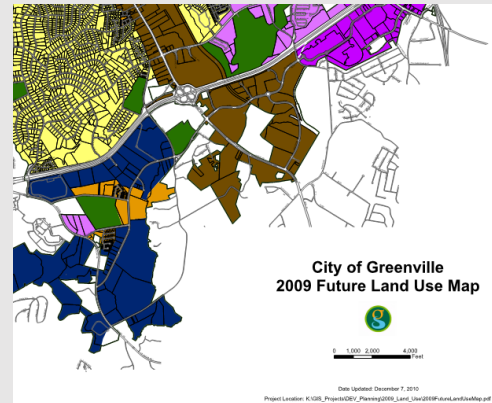 City of Greenville
2009 Future Land Use Map
g
0 1,000 2,000 4,000
Feet
Date Updated: December 7, 2010
Project Location: K:\GIS_Projects\DEV_Planning\2009_Land_Use\2009FutureLandUseMap.pdf